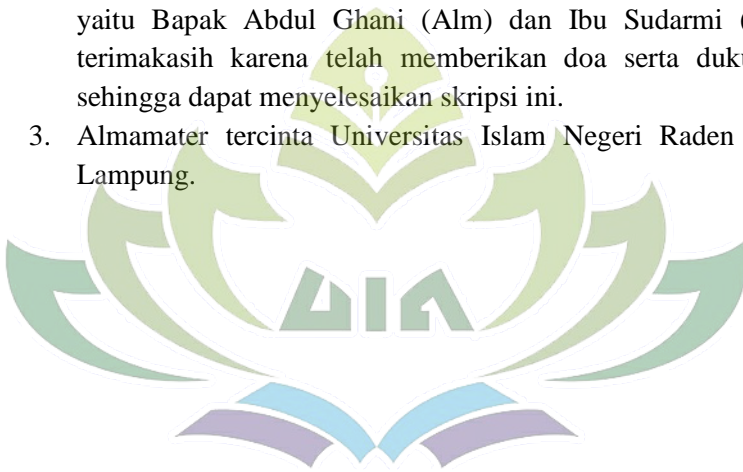 yaitu Bapak Abdul Ghani (Alm) dan Ibu Sudarmi (
terimakasih karena telah memberikan doa serta
sehingga dapat menyelesaikan skripsi ini.
3. Almamater tercinta Universitas Islam Negeri Raden
Lampung.
UIN